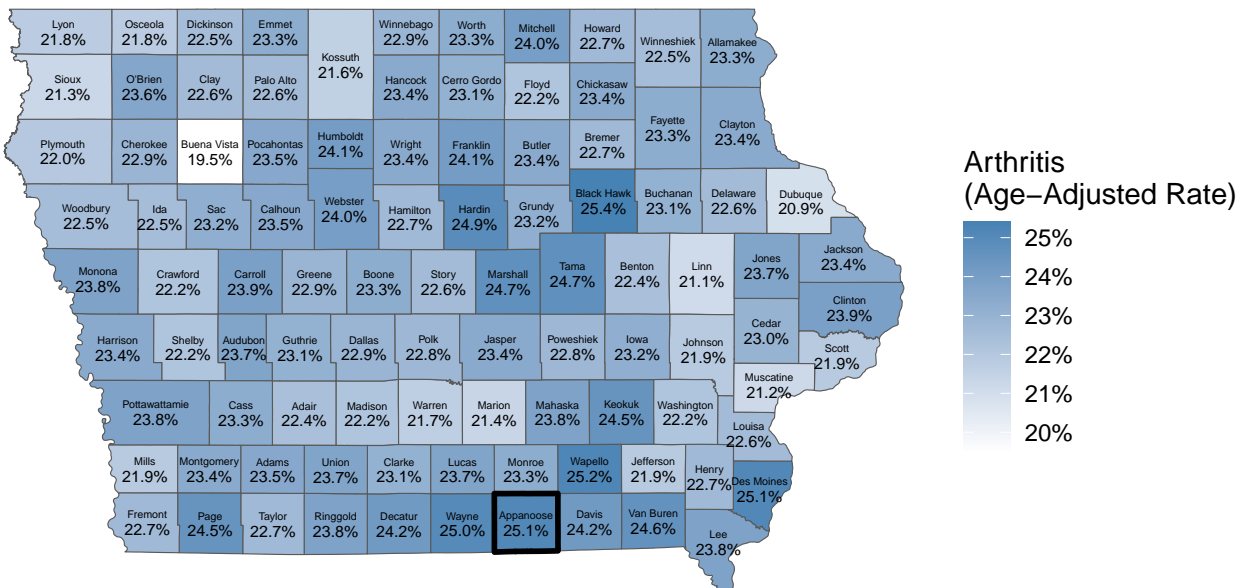 Lyon
21.8%
Osceola
21.8%
Dickinson
22.5%
Emmet
23.3%
Kossuth
21.6%
Winnebago
22.9%
Worth
23.3%
Mitchell
24.0%
Howard
22.7%
Winneshiek
22.5%
Allamakee
23.3%
Sioux
21.3%
O'Brien
23.6%
Clay
22.6%
Palo Alto
22.6%
Hancock
23.4%
Cerro Gordo
23.1%
Floyd
22.2%
Chickasaw
23.4%
Fayette
23.3%
Clayton
23.4%
Plymouth
22.0%
Cherokee
22.9%
Buena Vista
19.5%
Pocahontas
23.5%
Humboldt
24.1%
Wright
23.4%
Franklin
24.1%
Butler
23.4%
Bremer
22.7%
Woodbury
22.5%
Ida
22.5%
Sac
23.2%
Calhoun
23.5%
Webster
24.0%
Hamilton
22.7%
Hardin
24.9%
Grundy
23.2%
Black Hawk
25.4%
Buchanan
23.1%
Delaware
22.6%
Dubuque
20.9%
Monona
23.8%
Crawford
22.2%
Carroll
23.9%
Greene
22.9%
Boone
23.3%
Story
22.6%
Marshall
24.7%
Tama
24.7%
Benton
22.4%
Linn
21.1%
Jones
23.7%
Jackson
23.4%
Clinton
23.9%
Harrison
23.4%
Shelby
22.2%
Audubon
23.7%
Guthrie
23.1%
Dallas
22.9%
Polk
22.8%
Jasper
23.4%
Poweshiek
22.8%
Iowa
23.2%
Johnson
21.9%
Cedar
23.0%
Scott
21.9%
Muscatine
21.2%
Pottawattamie
23.8%
Cass
23.3%
Adair
22.4%
Madison
22.2%
Warren
21.7%
Marion
21.4%
Mahaska
23.8%
Keokuk
24.5%
Washington
22.2%
Louisa
22.6%
Mills
21.9%
Montgomery
23.4%
Adams
23.5%
Union
23.7%
Clarke
23.1%
Lucas
23.7%
Monroe
23.3%
Wapello
25.2%
Jefferson
21.9%
Henry
22.7%
Des Moines
25.1%
Fremont
22.7%
Page
24.5%
Taylor
22.7%
Ringgold
23.8%
Decatur
24.2%
Wayne
25.0%
Appanoose
25.1%
Davis
24.2%
Van Buren
24.6%
Lee
23.8%
Arthritis
(Age−Adjusted Rate)
25%
24%
23%
22%
21%
20%